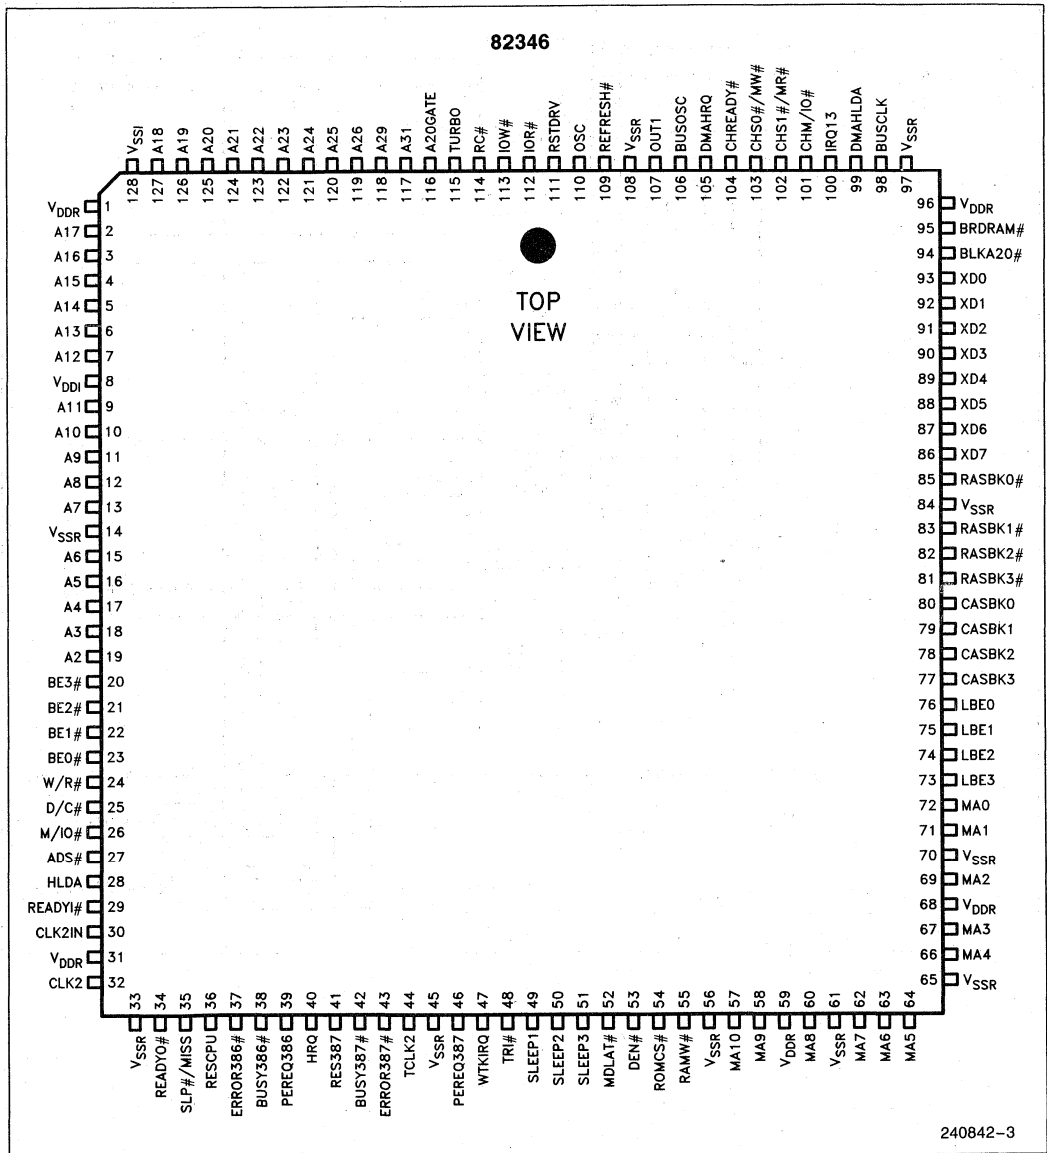 82346
VSSI
A18
A19
A20
A21
A22
A23
A24
A25
A26
A29
A31
A20GATE
TURBO
RC#
IOW#
IOR#
RSTDRV
OSC
REFRESH#
VSSR
OUT1
BUSOSC
DMAHRQ
CHREADY#
CHS0#/MW#
CHS1#/MR#
CHM/IO#
IRQ13
DMAHLDA
BUSCLK
VSSR
128 127 126 125 124 123 122 121 120 119 118 117 116 115 114 113 112 111 110 109 108 107 106 105 104 103 102 101 100 99 98 97
VDDR 1
A17 2
A16 3
A15 4
A14 5
A13 6
A12 7
VDDI 8
A11 9
A10 10
A9 11
A8 12
A7 13
VSSR 14
A6 15
A5 16
A4 17
A3 18
A2 19
BE3# 20
BE2# 21
BE1# 22
BE0# 23
W/R# 24
D/C# 25
M/IO# 26
ADS# 27
HLDA 28
READYI# 29
CLK2IN 30
VDDR 31
CLK2 32
TOP
VIEW
96 VDDR
95 BRDRAM#
94 BLKA20#
93 XD0
92 XD1
91 XD2
90 XD3
89 XD4
88 XD5
87 XD6
86 XD7
85 RASBK0#
84 VSSR
83 RASBK1#
82 RASBK2#
81 RASBK3#
80 CASBK0
79 CASBK1
78 CASBK2
77 CASBK3
76 LBE0
75 LBE1
74 LBE2
73 LBE3
72 MA0
71 MA1
70 VSSR
69 MA2
68 VDDR
67 MA3
66 MA4
65 VSSR
33 34 35 36 37 38 39 40 41 42 43 44 45 46 47 48 49 50 51 52 53 54 55 56 57 58 59 60 61 62 63 64
VSSR
READYO#
SLP#/MISS
RESCPU
ERROR386#
BUSY386#
PEREQ386
HRQ
RES387
BUSY387#
ERROR387#
TCLK2
VSSR
PEREQ387
WTKIRQ
TRI#
SLEEP1
SLEEP2
SLEEP3
MDLAT#
DEN#
ROMCS#
RAMW#
VSSR
MA10
MA9
VDDR
MA8
VSSR
MA7
MA6
MA5
240842-3